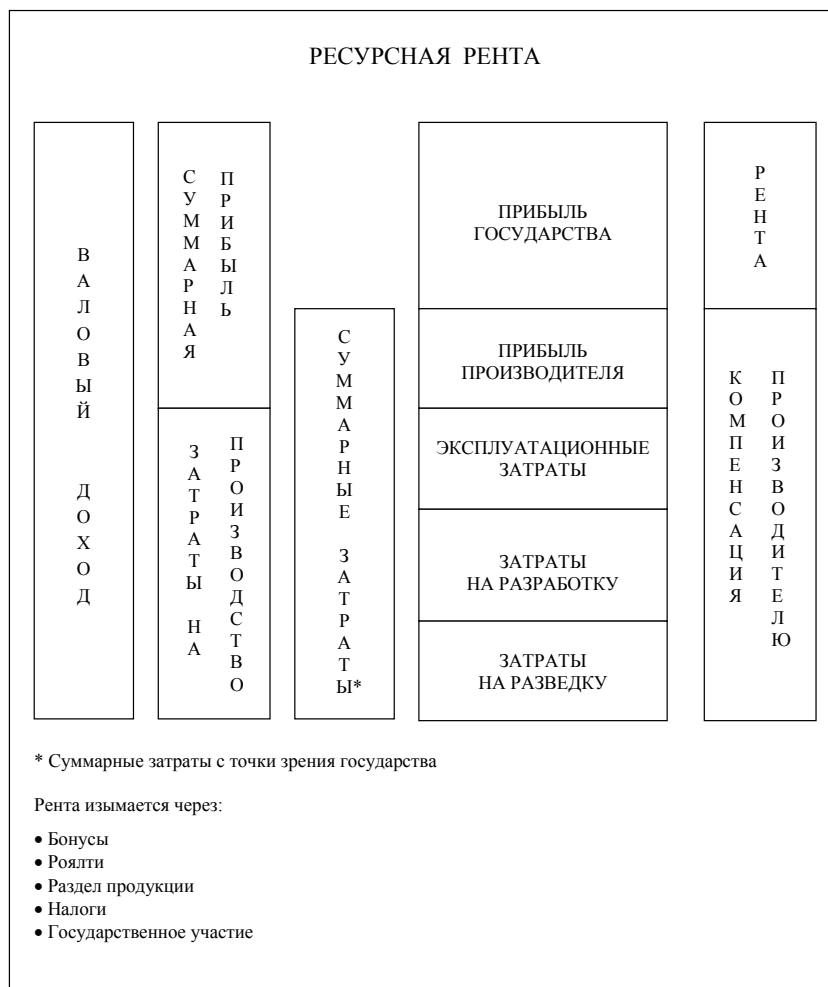 РЕСУРСНАЯ РЕНТА
ВАЛОВЫЙ ДОХОД
СУММАРНАЯ
ПРИБЫЛЬ
ЗАТРАТЫ НА
ПРОИЗВОДСТВО
СУММАРНЫЕ ЗАТРАТЫ*
ПРИБЫЛЬ
ГОСУДАРСТВА
ПРИБЫЛЬ
ПРОИЗВОДИТЕЛЯ
ЭКСПЛУАТАЦИОННЫЕ
ЗАТРАТЫ
ЗАТРАТЫ
НА РАЗРАБОТКУ
ЗАТРАТЫ
НА РАЗВЕДКУ
РЕНТА
КОМПЕНСАЦИЯ
ПРОИЗВОДИТЕЛЮ
* Суммарные затраты с точки зрения государства
Рента изымается через:
• Бонусы
• Роялти
• Раздел продукции
• Налоги
• Государственное участие